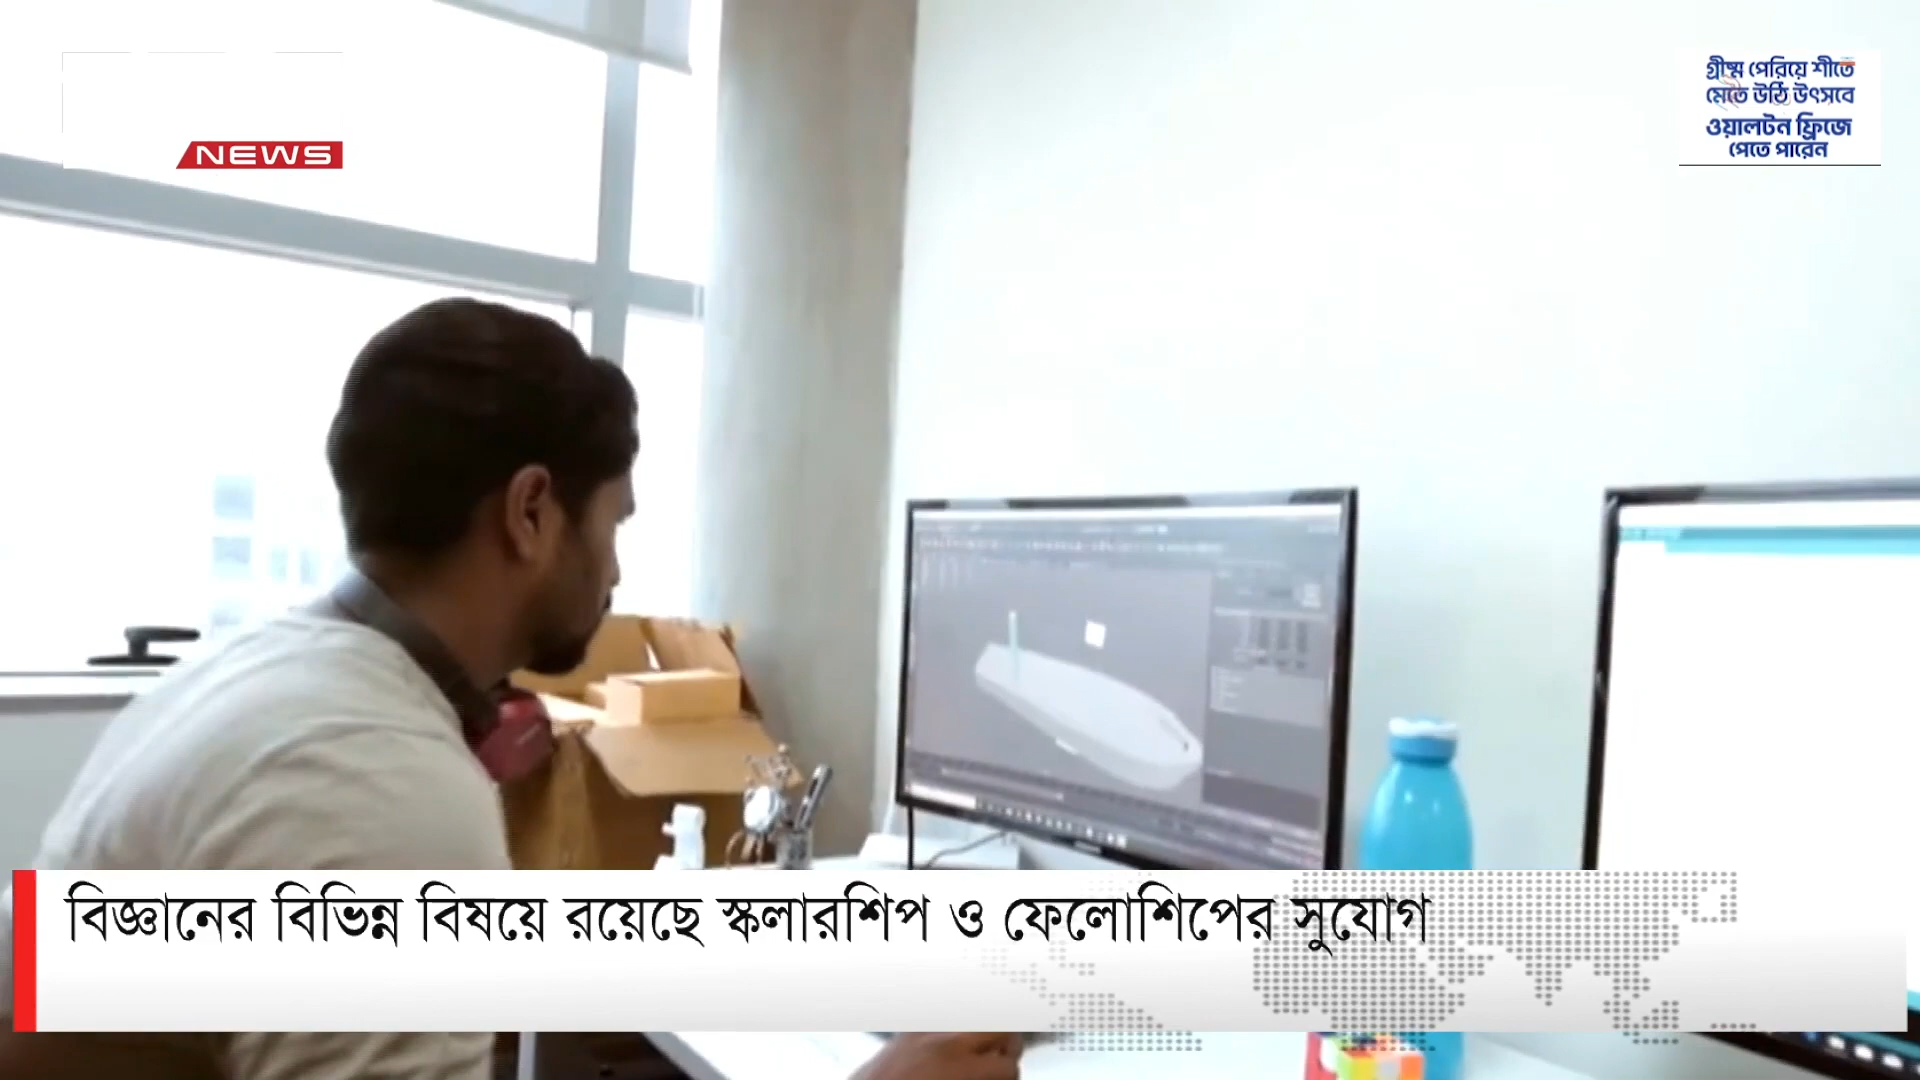 NEWS
গ্রীষ্ম পেরিয়ে শীতে
মেতে উঠি উৎসবে
ওয়ালটন ফ্রিজে
পেতে পারেন
বিজ্ঞানের বিভিন্ন বিষয়ে রয়েছে স্কলারশিপ ও ফেলোশিপের সুযোগ